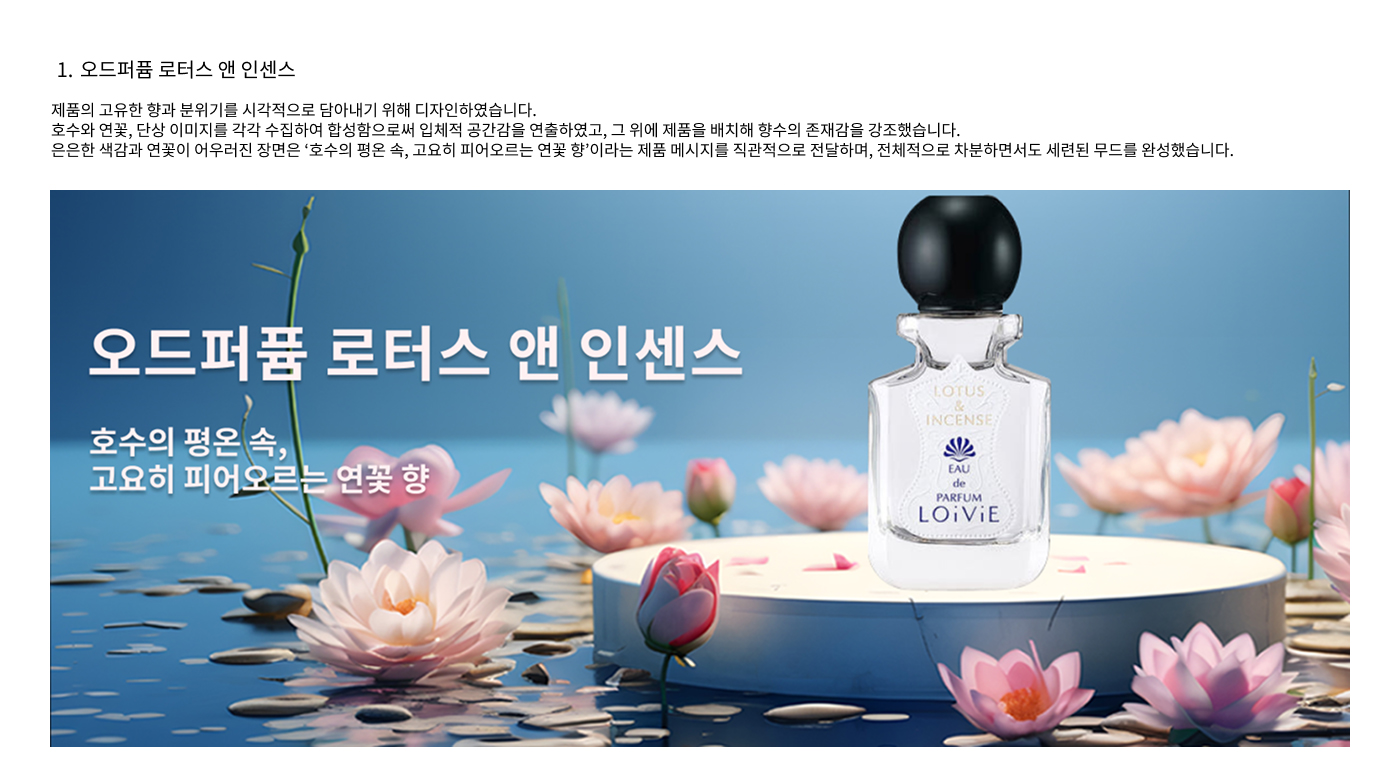 1. 오드퍼퓸 로터스 앤 인센스
제품의 고유한 향과 분위기를 시각적으로 담아내기 위해 디자인하였습니다.
호수와 연꽃, 단상 이미지를 각각 수집하여 합성함으로써 입체적 공간감을 연출하였고, 그 위에 제품을 배치해 향수의 존재감을 강조했습니다.
은은한 색감과 연꽃이 어우러진 장면은 ‘호수의 평온 속, 고요히 피어오르는 연꽃 향’이라는 제품 메시지를 직관적으로 전달하며, 전체적으로 차분하면서도 세련된 무드를 완성했습니다.
오드퍼퓸 로터스 앤 인센스
호수의 평온 속,
고요히 피어오르는 연꽃 향
LOTUS
&
INCENSE
EAU
de
PARFUM
LOiViE